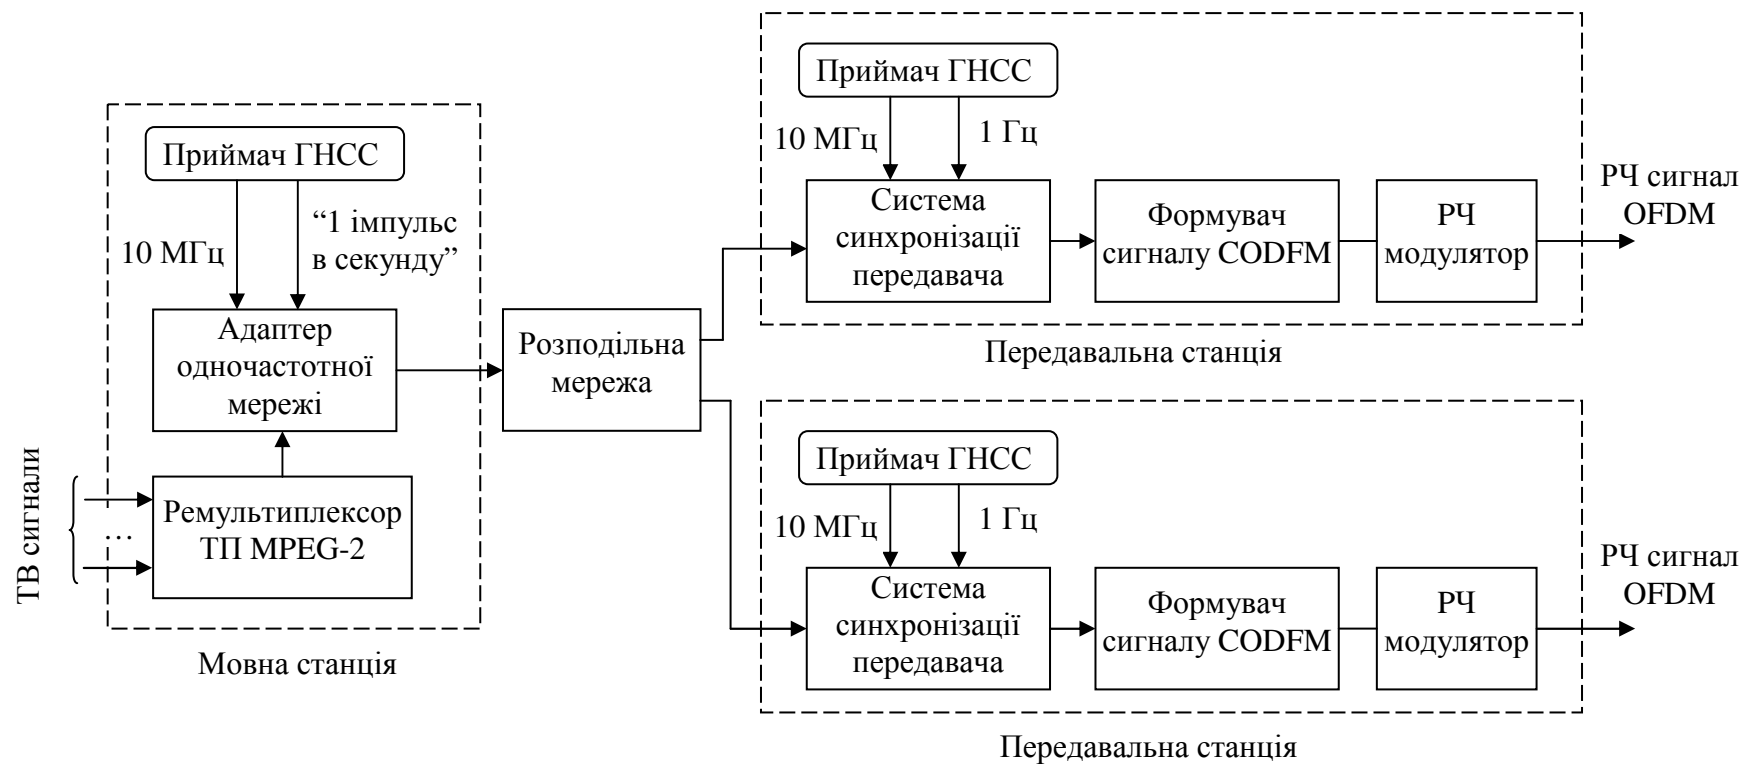 Приймач ГНСС
10 МГц
“1 імпульс
в секунду”
Адаптер
одночастотної
мережі
ТВ сигнали
…
Ремультиплексор
ТП MPEG-2
Мовна станція
Розподільна
мережа
Приймач ГНСС
10 МГц
1 Гц
Система
синхронізації
передавача
Формувач
сигналу CODFM
РЧ
модулятор
РЧ сигнал
OFDM
Передавальна станція
Приймач ГНСС
10 МГц
1 Гц
Система
синхронізації
передавача
Формувач
сигналу CODFM
РЧ
модулятор
РЧ сигнал
OFDM
Передавальна станція